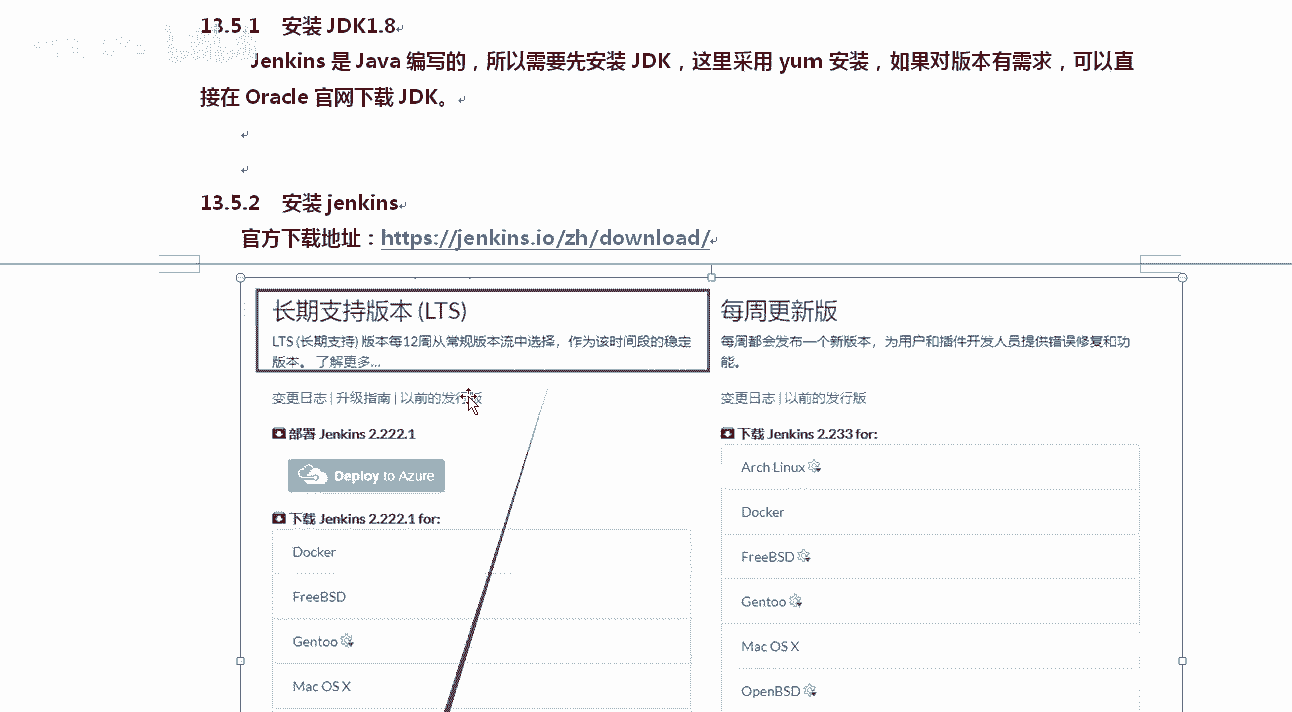 13.5.1 安装 JDK1.8
Jenkins 是 Java 编写的，所以需要先安装 JDK，这里采用 yum 安装，如果对版本有需求，可以直
接在 Oracle 官网下载 JDK。
13.5.2 安装 jenkins
官方下载地址：https://jenkins.io/zh/download/
长期支持版本 (LTS)
LTS (长期支持) 版本每12周从常规版本流中选择，作为该时间段的稳定
版本。 了解更多...
变更日志 | 升级指南 | 以前的发行版
部署 Jenkins 2.222.1
Deploy to Azure
下载 Jenkins 2.222.1 for:
Docker
FreeBSD
Gentoo
Mac OS X
每周更新版
每周都会发布一个新版本，为用户和插件开发人员提供错误修复和功
能。
变更日志 | 以前的发行版
下载 Jenkins 2.233 for:
Arch Linux
Docker
FreeBSD
Gentoo
Mac OS X
OpenBSD